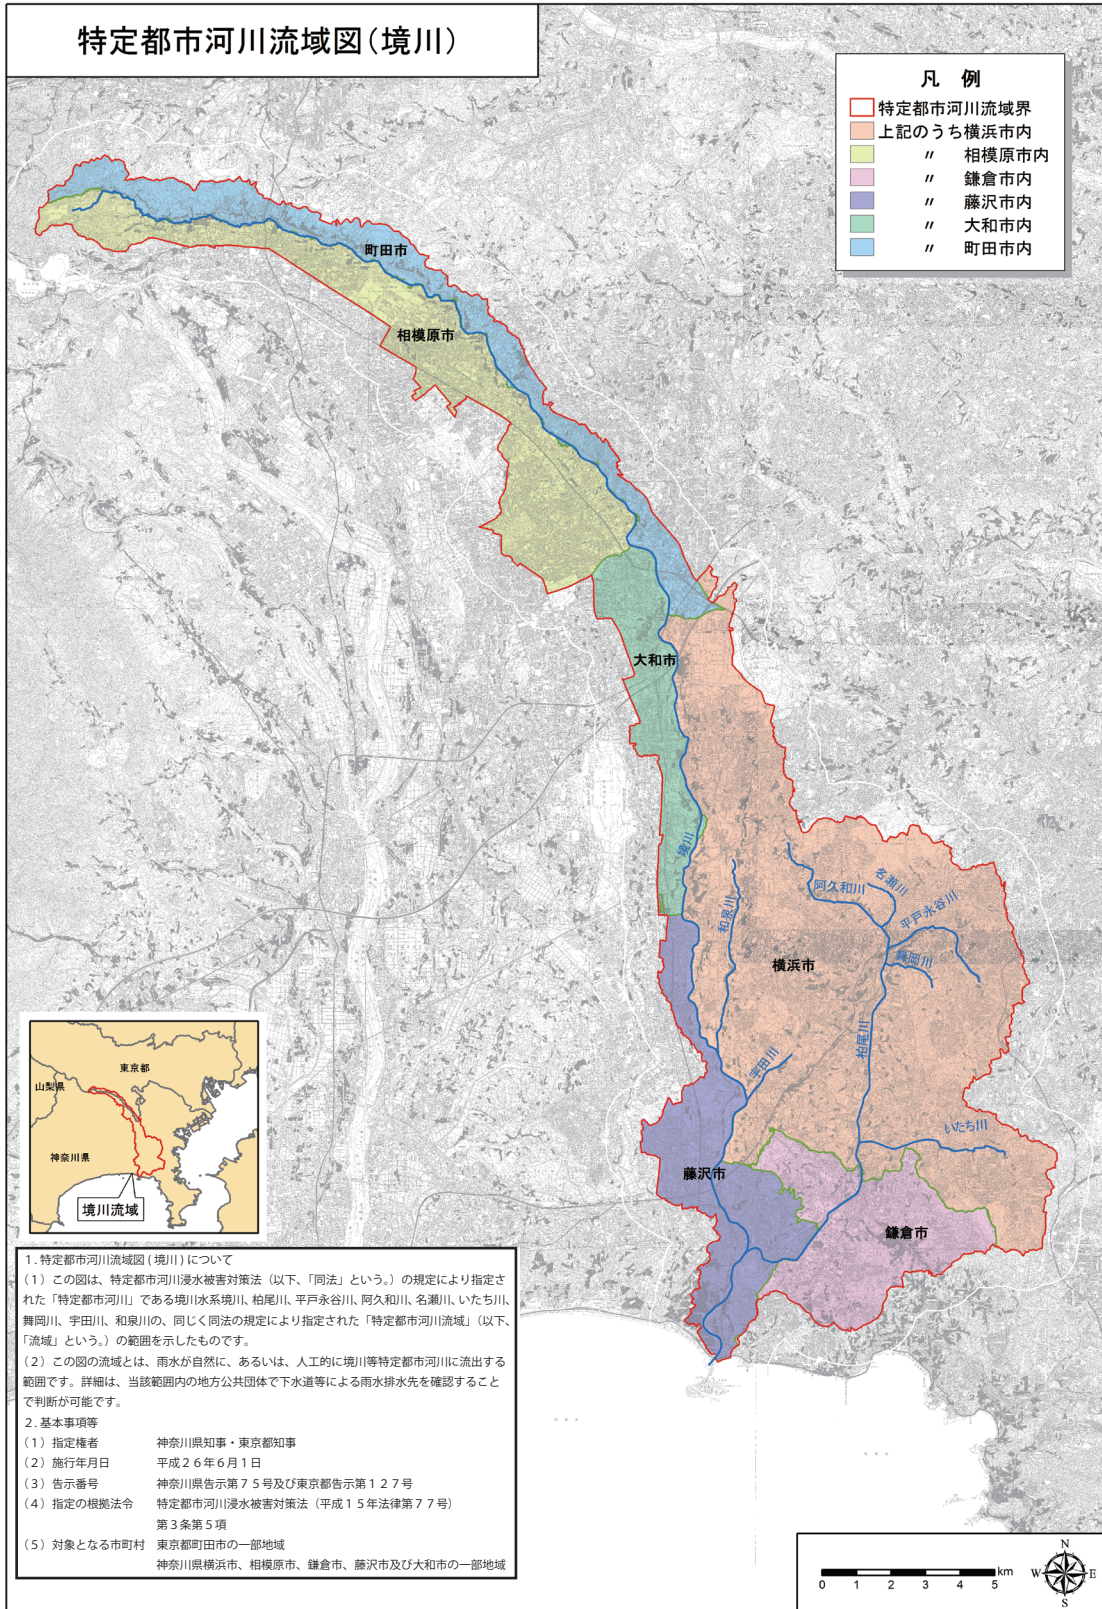 特定都市河川流域図(境川)
凡 例
特定都市河川流域界
上記のうち横浜市内
〃 相模原市内
〃 鎌倉市内
〃 藤沢市内
〃 大和市内
〃 町田市内
町田市
相模原市
大和市
境川
和泉川
阿久和川
名瀬川
平戸永谷川
舞岡川
横浜市
柏尾川
宇田川
いたち川
藤沢市
鎌倉市
東京都
山梨県
神奈川県
境川流域
1.特定都市河川流域図(境川)について
(1)この図は、特定都市河川浸水被害対策法(以下、「同法」という。)の規定により指定さ
れた「特定都市河川」である境川水系境川、柏尾川、平戸永谷川、阿久和川、名瀬川、いたち川、
舞岡川、宇田川、和泉川の、同じく同法の規定により指定された「特定都市河川流域」(以下、
「流域」という。)の範囲を示したものです。
(2)この図の流域とは、雨水が自然に、あるいは、人工的に境川等特定都市河川に流出する
範囲です。詳細は、当該範囲内の地方公共団体で下水道等による雨水排水先を確認すること
で判断が可能です。
2.基本事項等
(1)指定権者 神奈川県知事・東京都知事
(2)施行年月日 平成26年6月1日
(3)告示番号 神奈川県告示第75号及び東京都告示第127号
(4)指定の根拠法令 特定都市河川浸水被害対策法(平成15年法律第77号)
第3条第5項
(5)対象となる市町村 東京都町田市の一部地域
神奈川県横浜市、相模原市、鎌倉市、藤沢市及び大和市の一部地域
km
0 1 2 3 4 5
N
W E
S